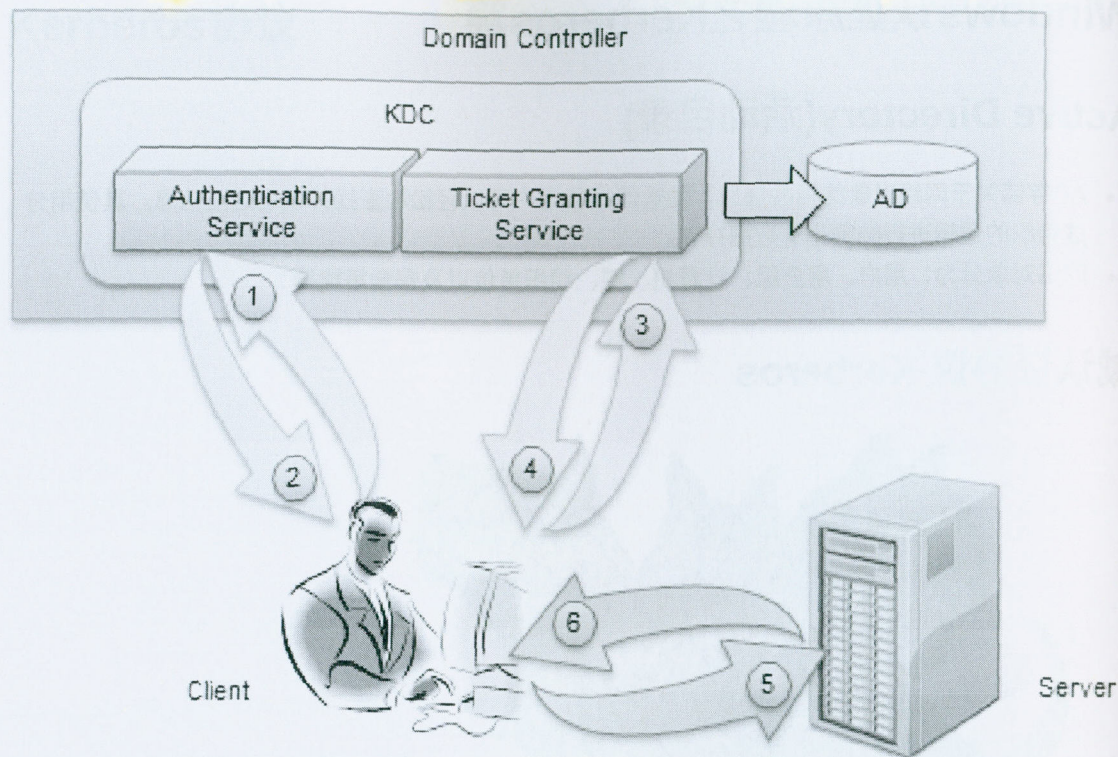 Domain Controller
KDC
Authentication
Service
Ticket Granting
Service
AD
1
3
2
4
6
5
Client
Server